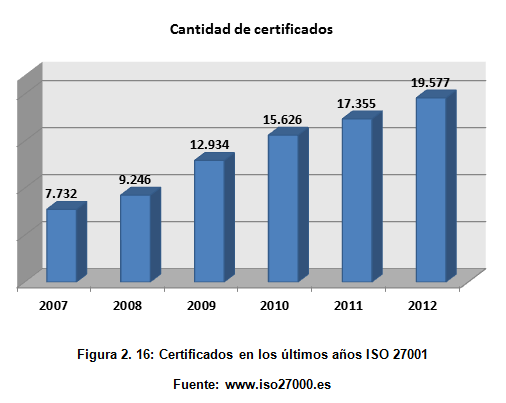 Cantidad de certificados
19.577
17.355
15.626
12.934
9.246
7.732
2007 2008 2009 2010 2011 2012
Figura 2. 16: Certificados en los últimos años ISO 27001
Fuente: www.iso27000.es